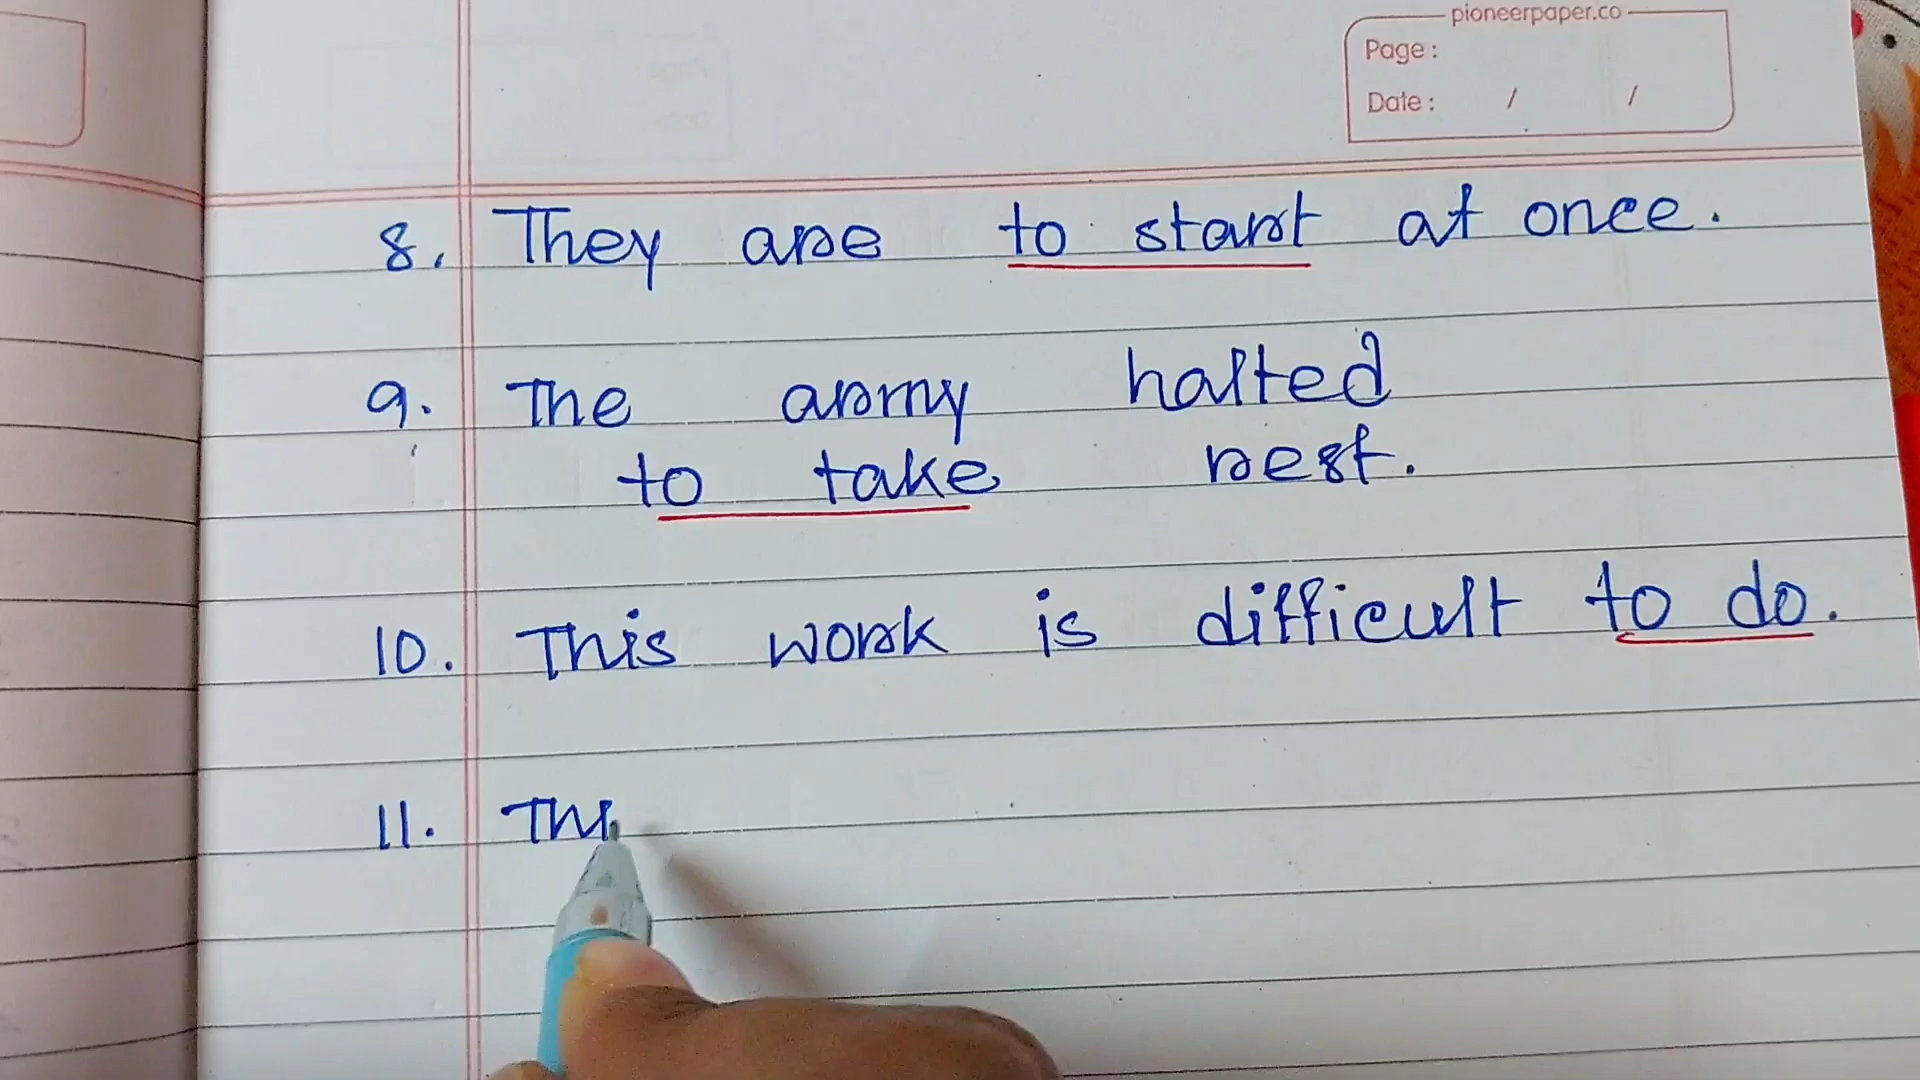 pioneerpaper.co
Page :
Date : / /
8. They are to start at once.
9. The army halted
to take rest.
10. This work is difficult to do.
11. Thi